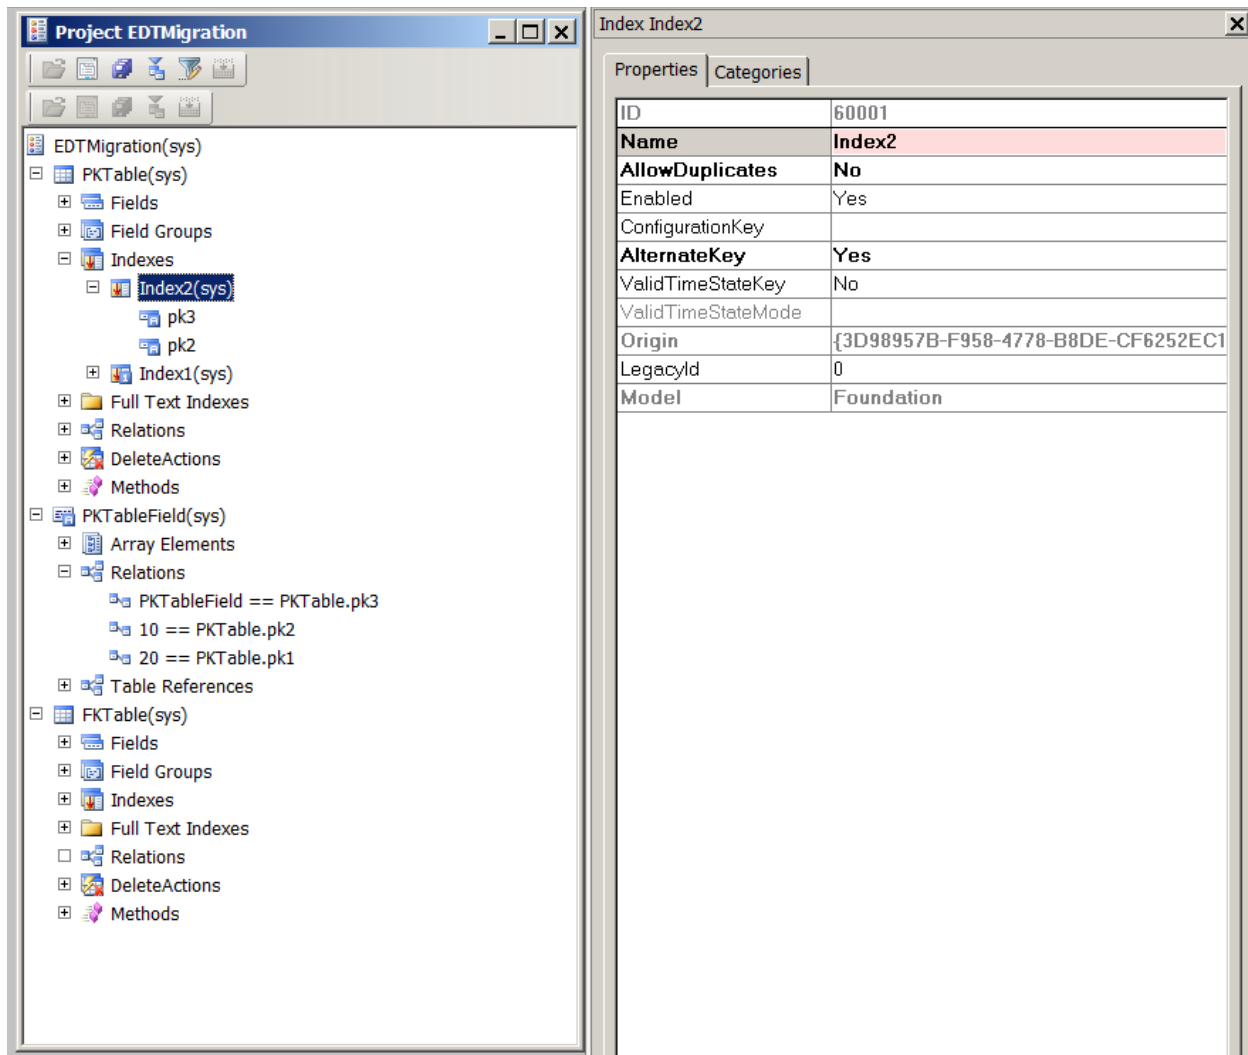 Project EDTMigration
EDTMigration(sys)
PKTable(sys)
Fields
Field Groups
Indexes
Index2(sys)
pk3
pk2
Index1(sys)
Full Text Indexes
Relations
DeleteActions
Methods
PKTableField(sys)
Array Elements
Relations
PKTableField == PKTable.pk3
10 == PKTable.pk2
20 == PKTable.pk1
Table References
FKTable(sys)
Fields
Field Groups
Indexes
Full Text Indexes
Relations
DeleteActions
Methods
Index Index2
Properties Categories
ID 60001
Name Index2
AllowDuplicates No
Enabled Yes
ConfigurationKey
AlternateKey Yes
ValidTimeStateKey No
ValidTimeStateMode
Origin {3D98957B-F958-4778-B8DE-CF6252EC1
LegacyId 0
Model Foundation